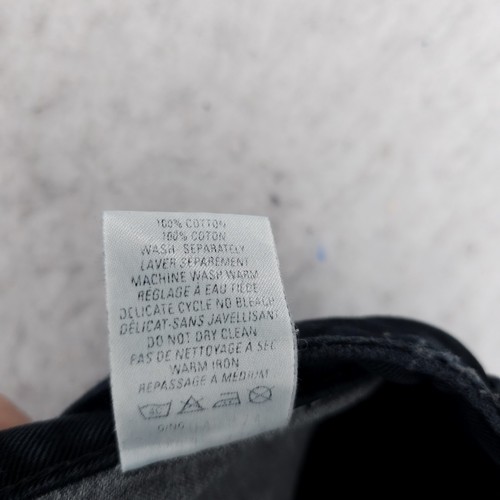 100% COTTON
100% COTON
WASH SEPARATELY
LAVER SEPAREMENT
MACHINE WASH WARM
REGLAGE À EAU TIEDE
DELICATE CYCLE NO BLEACH
DÉLICAT-SANS JAVELLISANT
DO NOT DRY CLEAN
PAS DE NETTOYAGE A SEC
WARM IRON
REPASSAGE A MEDIUM